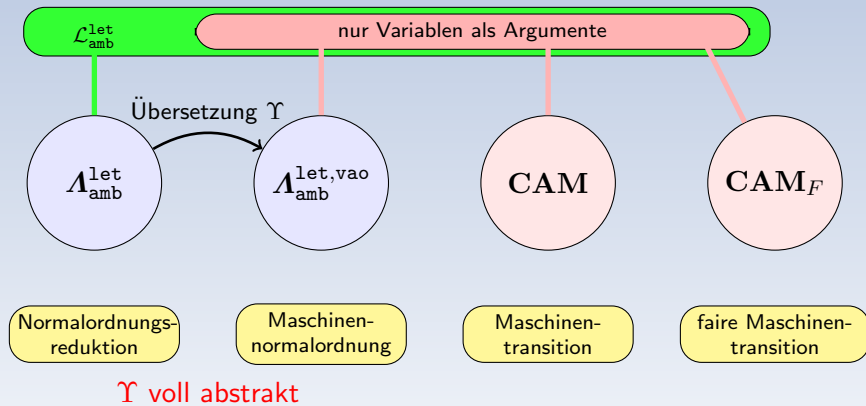 𝓛ˡᵉᵗₐₘᵦ nur Variablen als Argumente
Übersetzung ϒ
Λ^let_amb Λ^let,vao_amb CAM CAM_F
Normalordnungs- Maschinen- Maschinen- faire Maschinen-
reduktion normalordnung transition transition
ϒ voll abstrakt